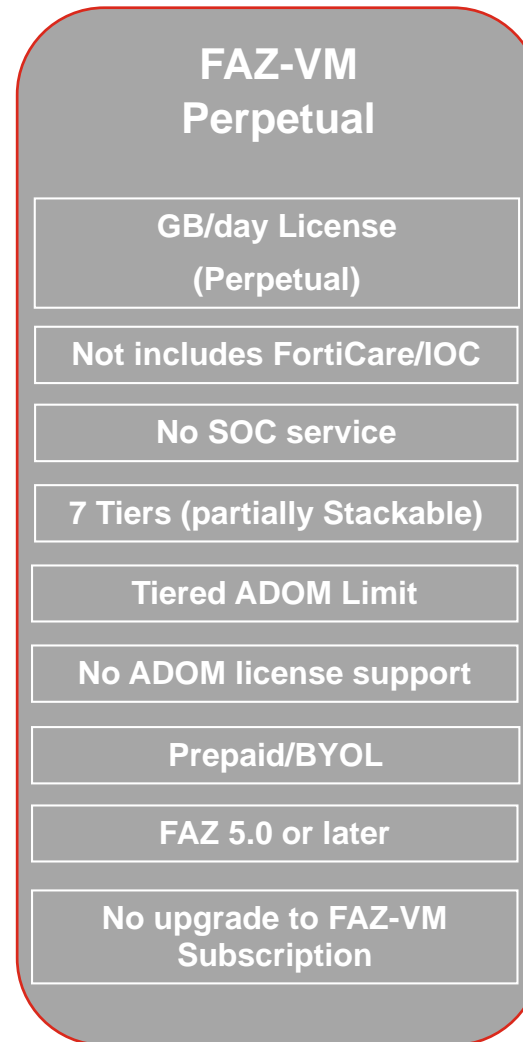 FAZ-VM
Perpetual
GB/day License
(Perpetual)
Not includes FortiCare/IOC
No SOC service
7 Tiers (partially Stackable)
Tiered ADOM Limit
No ADOM license support
Prepaid/BYOL
FAZ 5.0 or later
No upgrade to FAZ-VM
Subscription